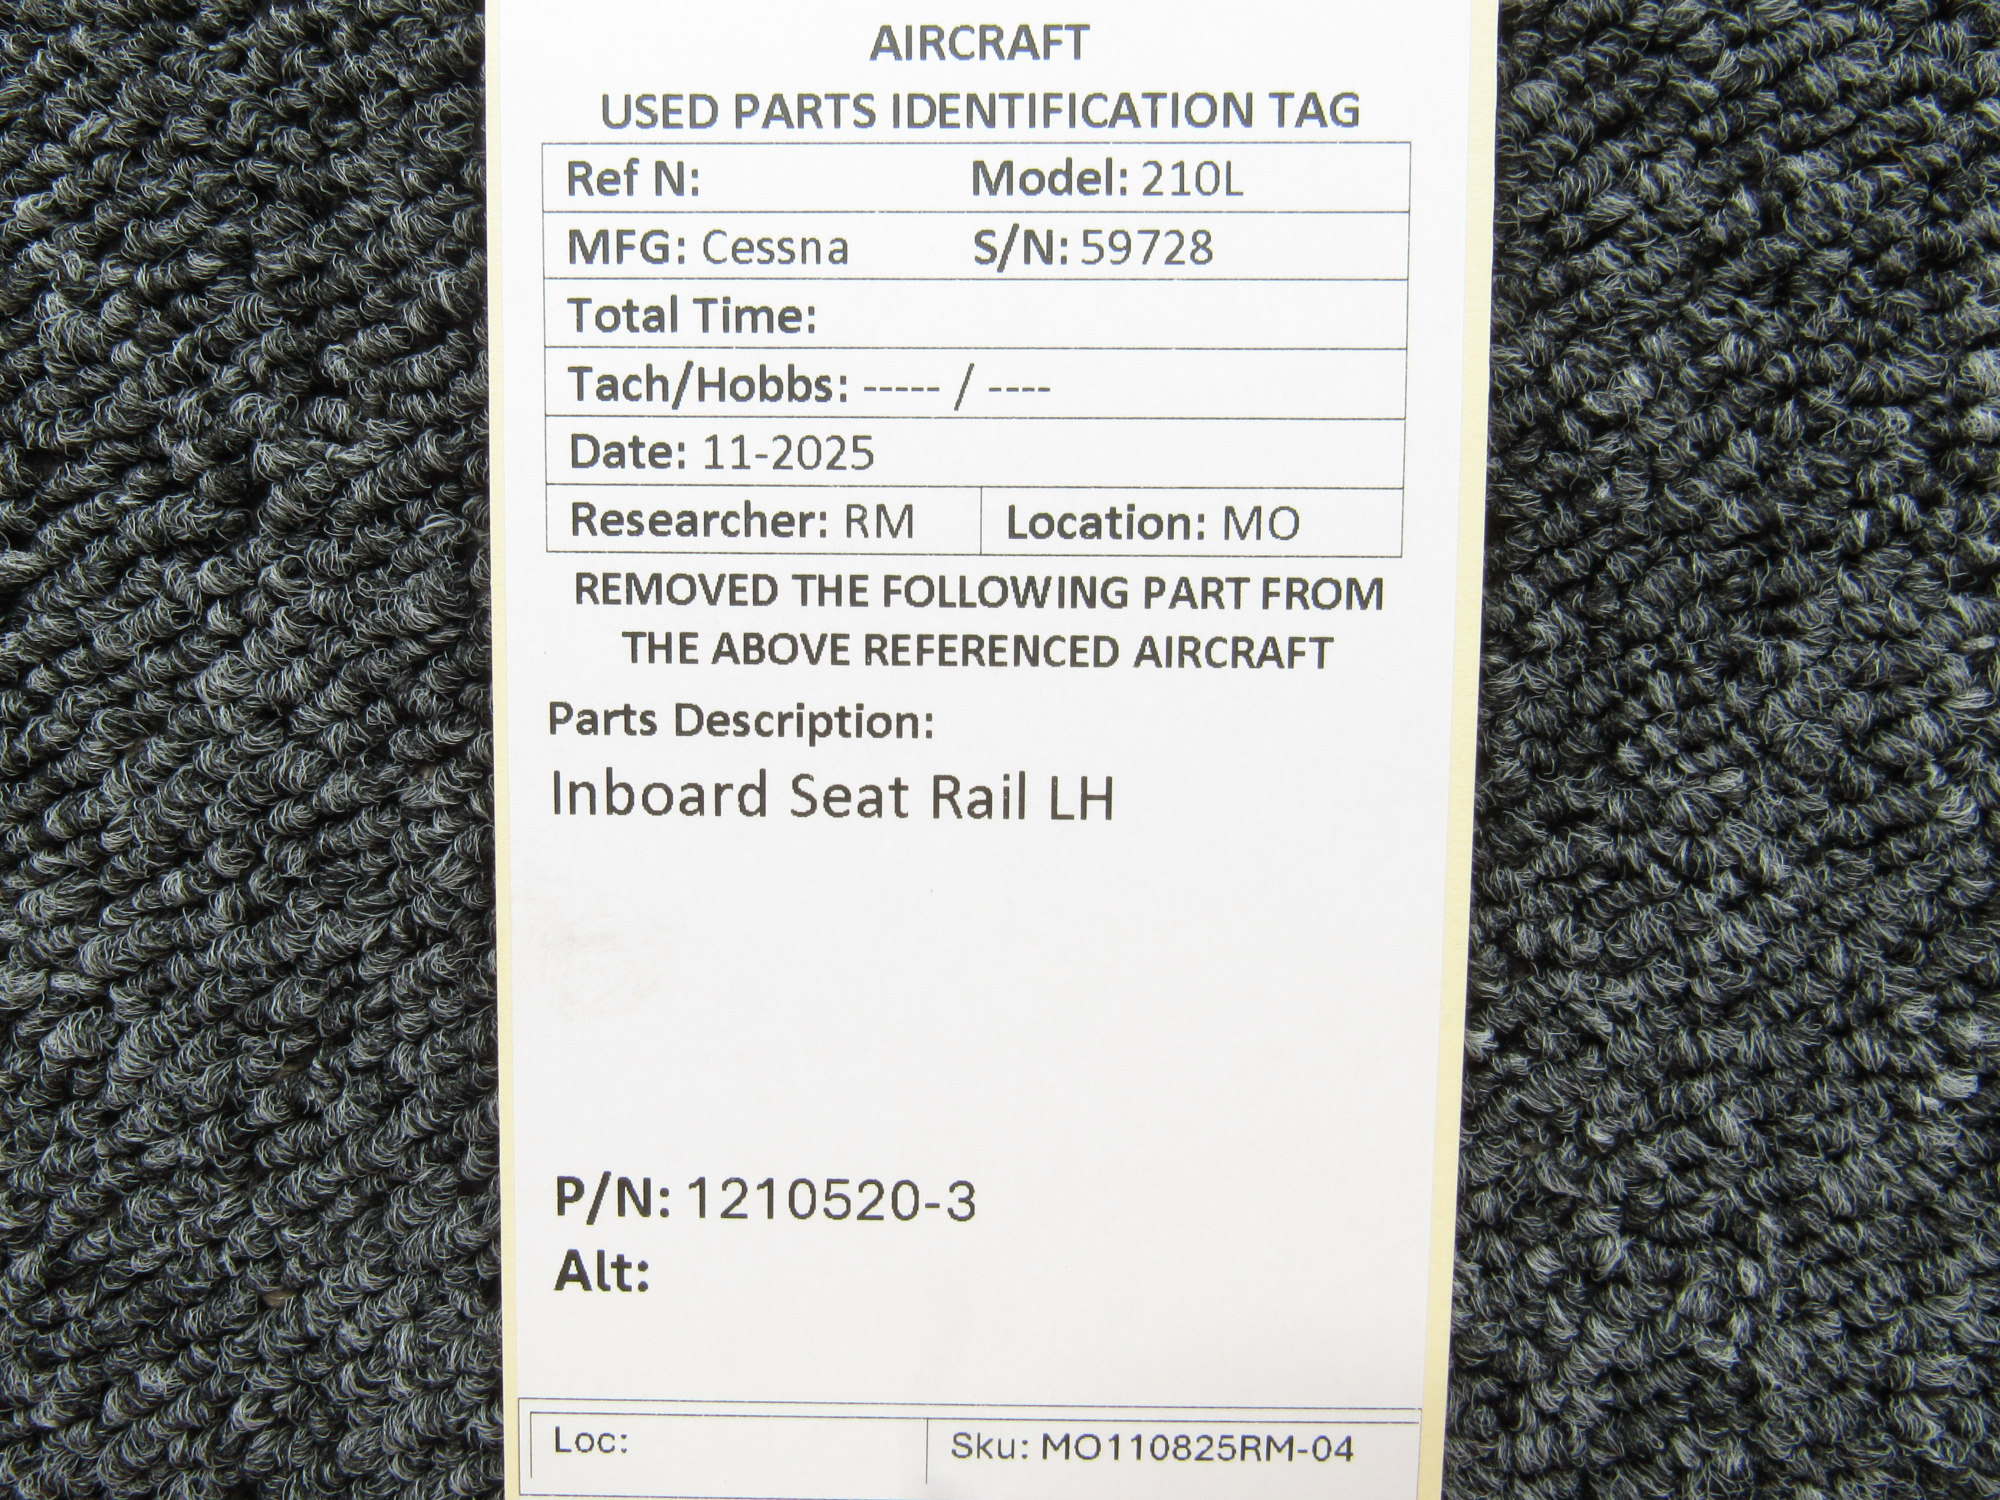 AIRCRAFT
USED PARTS IDENTIFICATION TAG
Ref N: Model: 210L
MFG: Cessna S/N: 59728
Total Time:
Tach/Hobbs: ----- / ----
Date: 11-2025
Researcher: RM Location: MO
REMOVED THE FOLLOWING PART FROM
THE ABOVE REFERENCED AIRCRAFT
Parts Description:
Inboard Seat Rail LH
P/N: 1210520-3
Alt:
Loc: Sku: MO110825RM-04